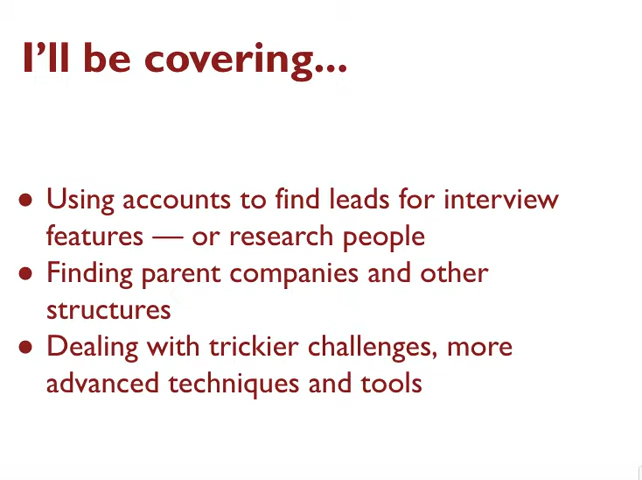 I’ll be covering...
● Using accounts to find leads for interview
features — or research people
● Finding parent companies and other
structures
● Dealing with trickier challenges, more
advanced techniques and tools